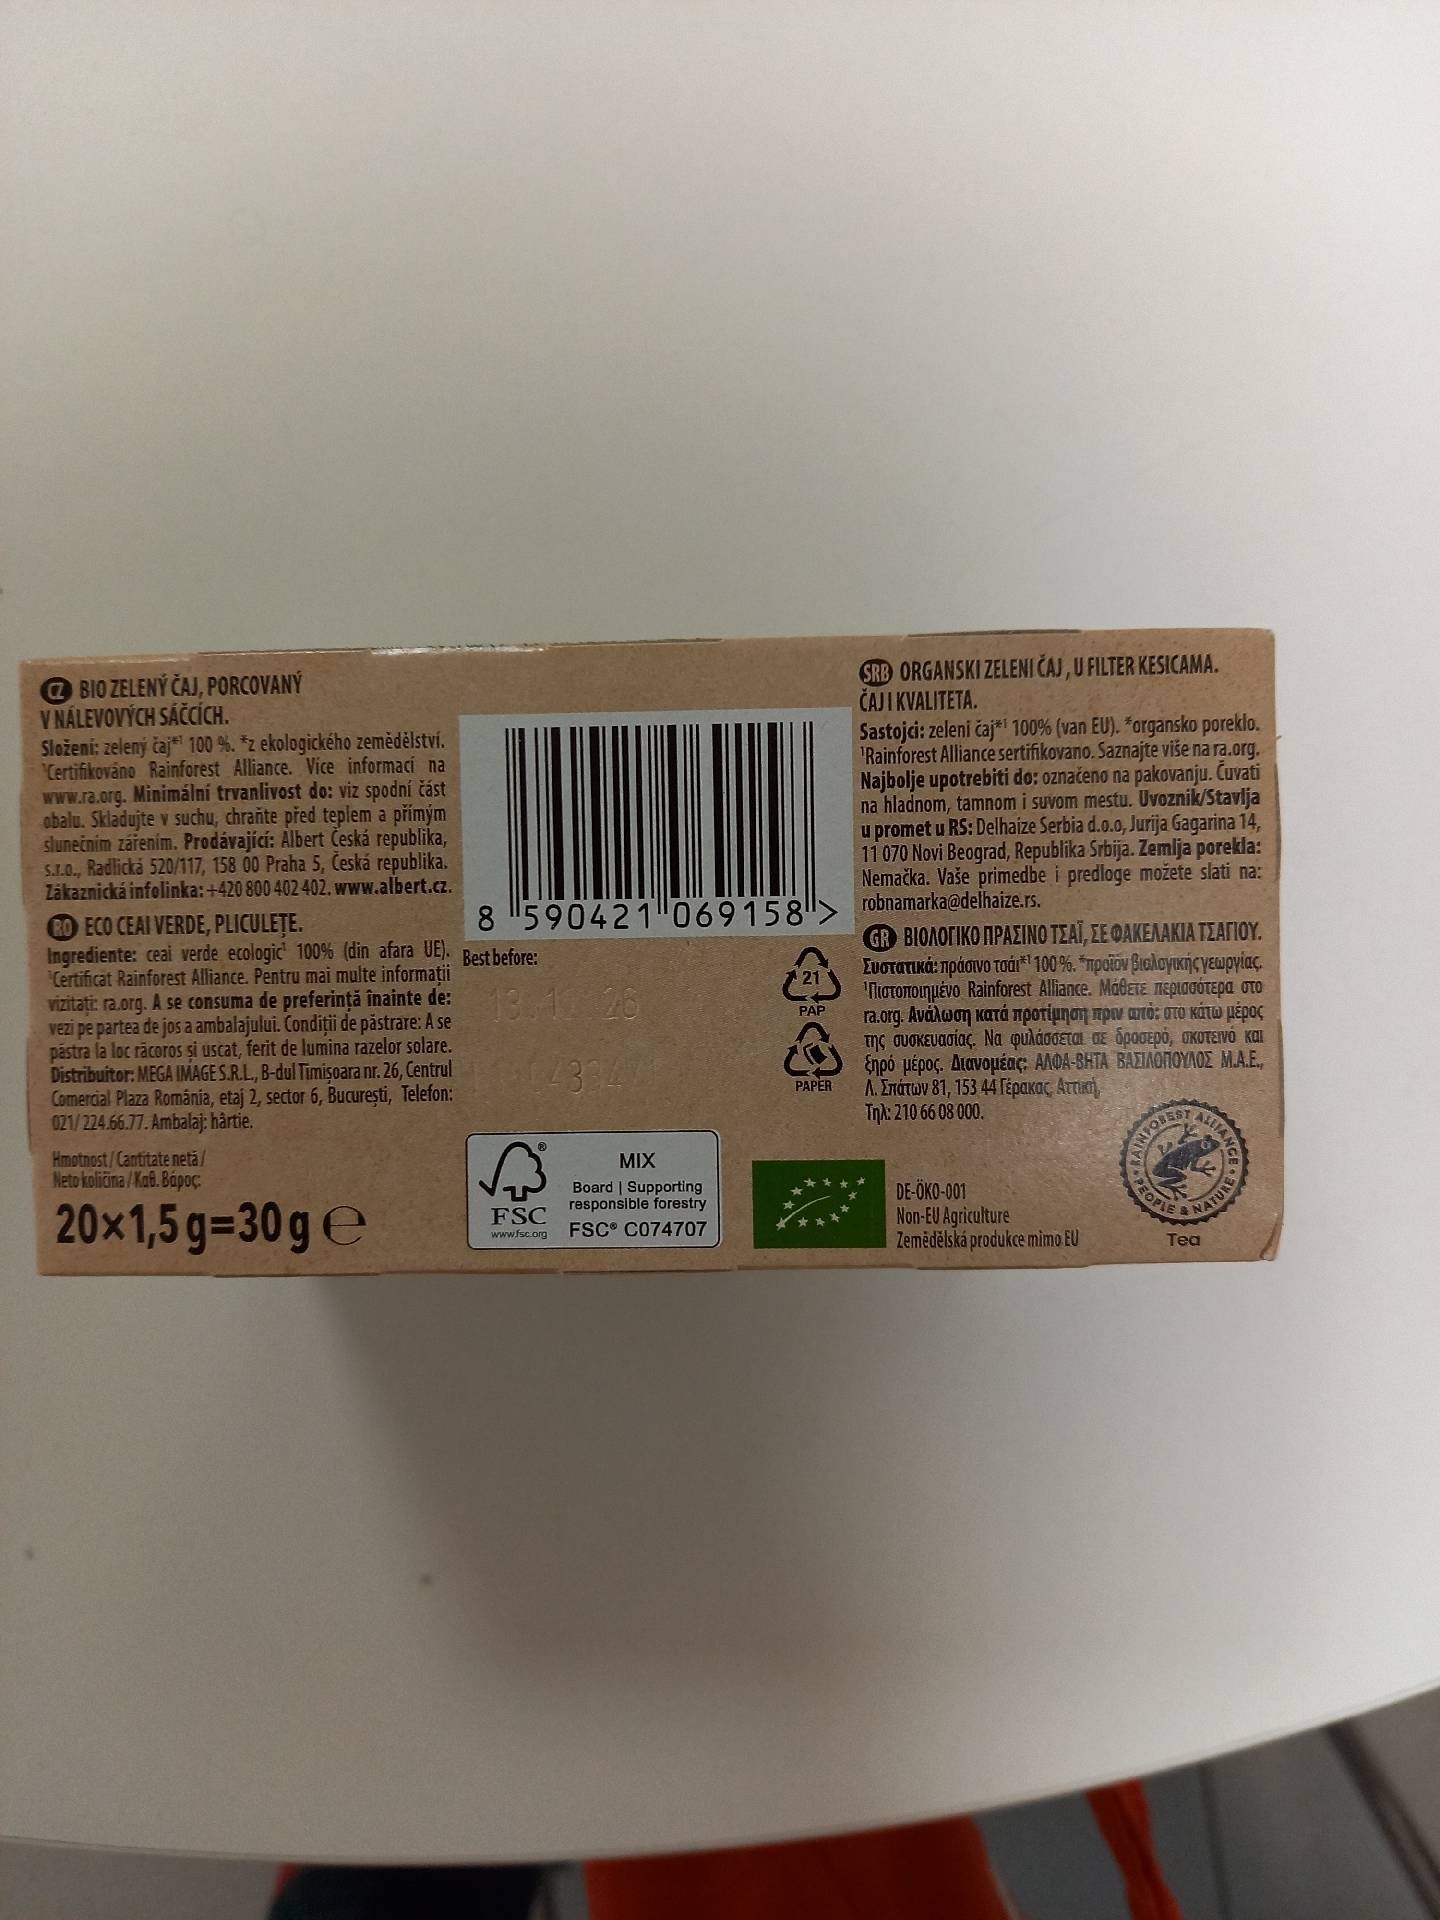 CZ BIO ZELENÝ ČAJ, PORCOVANÝ
V NÁLEVOVÝCH SÁČCÍCH.
Složení: zelený čaj*¹ 100 %. *z ekologického zemědělství.
¹Certifikováno Rainforest Alliance. Více informací na
www.ra.org. Minimální trvanlivost do: viz spodní část
obalu. Skladujte v suchu, chraňte před teplem a přímým
slunečním zářením. Prodávající: Albert Česká republika,
s.r.o., Radlická 520/117, 158 00 Praha 5, Česká republika.
Zákaznická infolinka: +420 800 402 402. www.albert.cz.
RO ECO CEAI VERDE, PLICULEȚE.
Ingrediente: ceai verde ecologic¹ 100% (din afara UE).
¹Certificat Rainforest Alliance. Pentru mai multe informații
vizitați: ra.org. A se consuma de preferință înainte de:
vezi pe partea de jos a ambalajului. Condiții de păstrare: A se
păstra la loc răcoros și uscat, ferit de lumina razelor solare.
Distribuitor: MEGA IMAGE S.R.L., B-dul Timișoara nr. 26, Centrul
Comercial Plaza România, etaj 2, sector 6, București, Telefon:
021/ 224.66.77. Ambalaj: hârtie.
Hmotnost / Cantitate netă /
Neto količina / Καθ. Βάρος:
20×1,5 g=30 g ℮
8 590421 069158 >
Best before:
FSC
www.fsc.org
MIX
Board | Supporting
responsible forestry
FSC® C074707
21
PAP
PAPER
SRB ORGANSKI ZELENI ČAJ , U FILTER KESICAMA.
ČAJ I KVALITETA.
Sastojci: zeleni čaj*¹ 100% (van EU). *organsko poreklo.
¹Rainforest Alliance sertifikovano. Saznajte više na ra.org.
Najbolje upotrebiti do: označeno na pakovanju. Čuvati
na hladnom, tamnom i suvom mestu. Uvoznik/Stavlja
u promet u RS: Delhaize Serbia d.o.o, Jurija Gagarina 14,
11 070 Novi Beograd, Republika Srbija. Zemlja porekla:
Nemačka. Vaše primedbe i predloge možete slati na:
robnamarka@delhaize.rs.
GR ΒΙΟΛΟΓΙΚΟ ΠΡΑΣΙΝΟ ΤΣΑΪ, ΣΕ ΦΑΚΕΛΑΚΙΑ ΤΣΑΓΙΟΥ.
Συστατικά: πράσινο τσάι*¹ 100 %. *προϊόν βιολογικής γεωργίας.
¹Πιστοποιημένο Rainforest Alliance. Μάθετε περισσότερα στο
ra.org. Ανάλωση κατά προτίμηση πριν από: στο κάτω μέρος
της συσκευασίας. Να φυλάσσεται σε δροσερό, σκοτεινό και
ξηρό μέρος. Διανομέας: ΑΛΦΑ-ΒΗΤΑ ΒΑΣΙΛΟΠΟΥΛΟΣ Μ.Α.Ε.,
Λ. Σπάτων 81, 153 44 Γέρακας, Αττική,
Τηλ: 210 66 08 000.
DE-ÖKO-001
Non-EU Agriculture
Zemědělská produkce mimo EU
RAINFOREST ALLIANCE
PEOPLE & NATURE
Tea